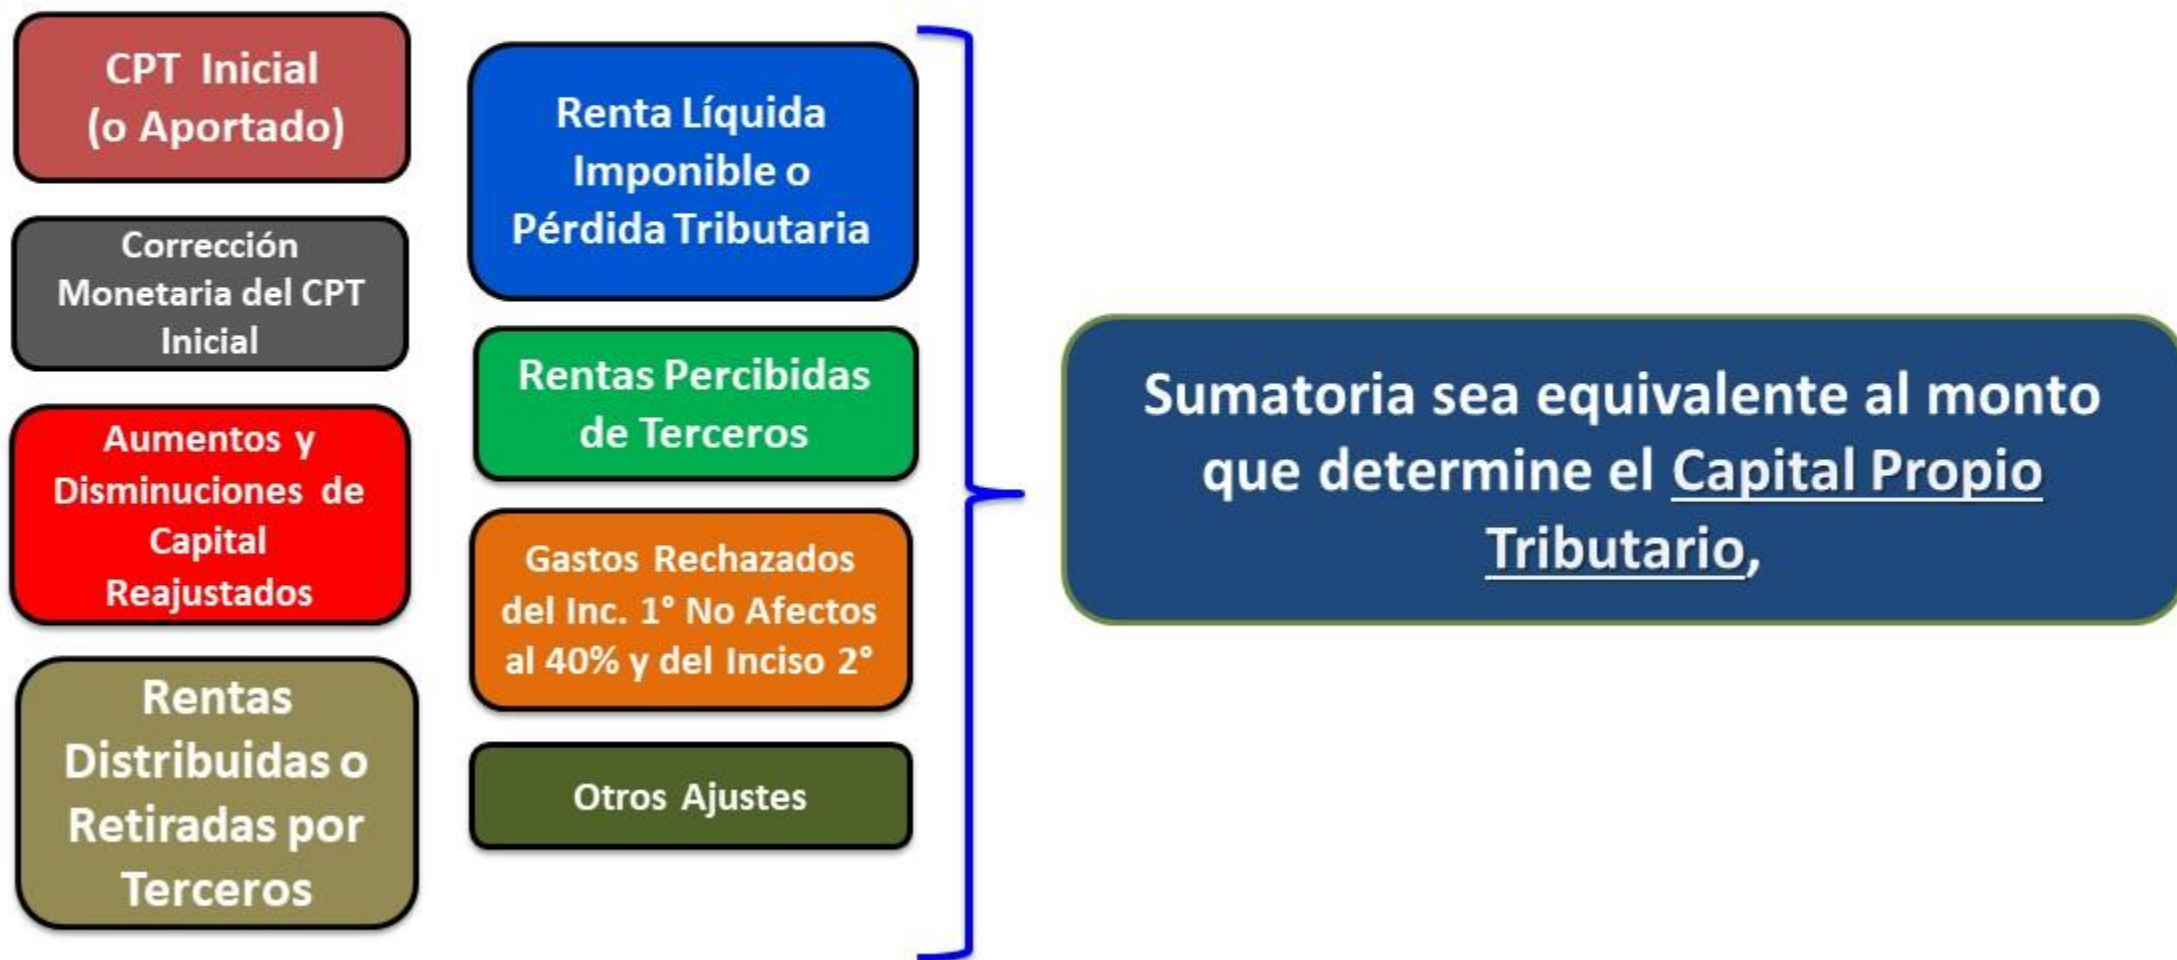 CPT Inicial
(o Aportado)
Corrección
Monetaria del CPT
Inicial
Aumentos y
Disminuciones de
Capital
Reajustados
Rentas
Distribuidas o
Retiradas por
Terceros
Renta Líquida
Imponible o
Pérdida Tributaria
Rentas Percibidas
de Terceros
Gastos Rechazados
del Inc. 1° No Afectos
al 40% y del Inciso 2°
Otros Ajustes
Sumatoria sea equivalente al monto
que determine el Capital Propio
Tributario,